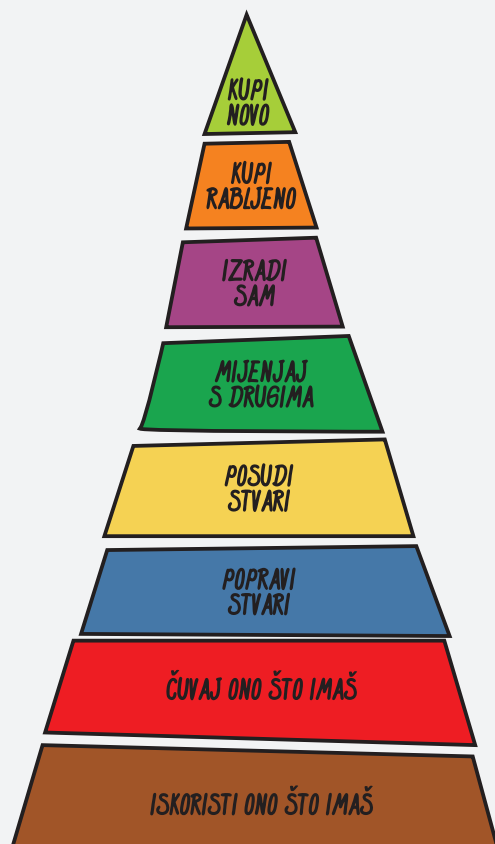 KUPI
NOVO
KUPI
RABLJENO
IZRADI
SAM
MIJENJAJ
S DRUGIMA
POSUDI
STVARI
POPRAVI
STVARI
ČUVAJ ONO ŠTO IMAŠ
ISKORISTI ONO ŠTO IMAŠ